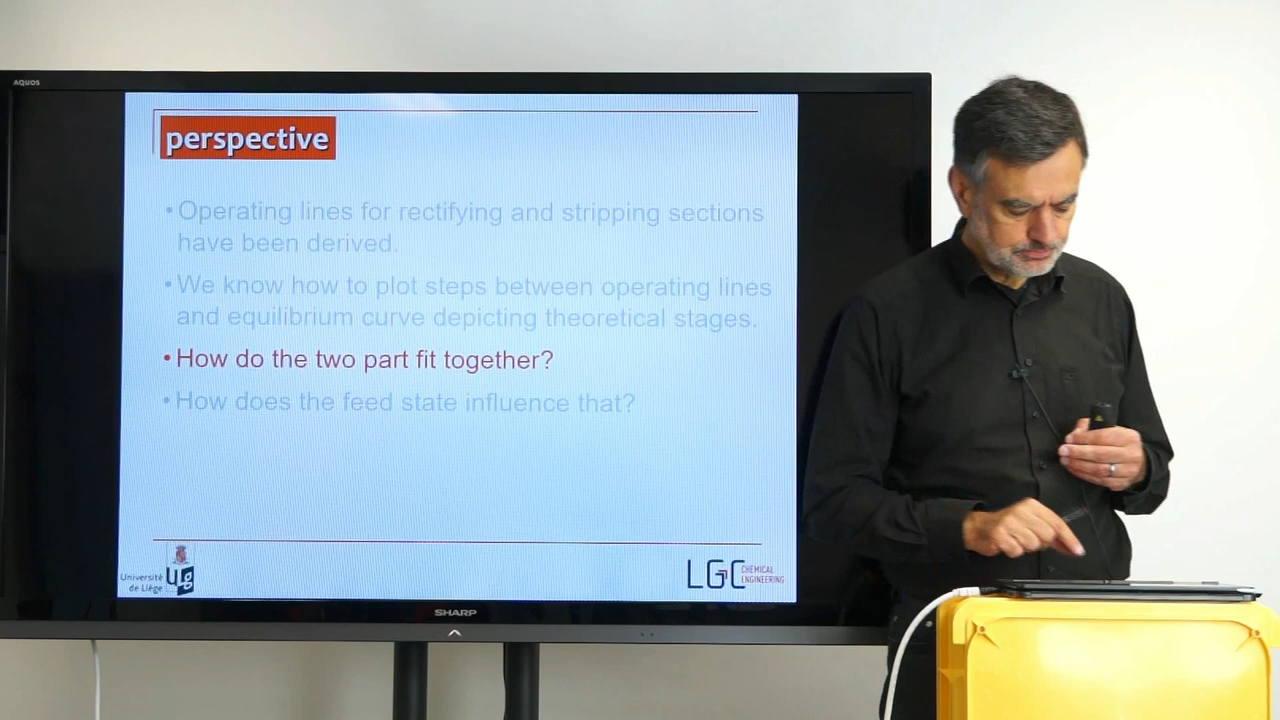 AQUOS
perspective
• Operating lines for rectifying and stripping sections
have been derived.
• We know how to plot steps between operating lines
and equilibrium curve depicting theoretical stages.
• How do the two part fit together?
• How does the feed state influence that?
Université
de Liège
LGC CHEMICAL
ENGINEERING
SHARP